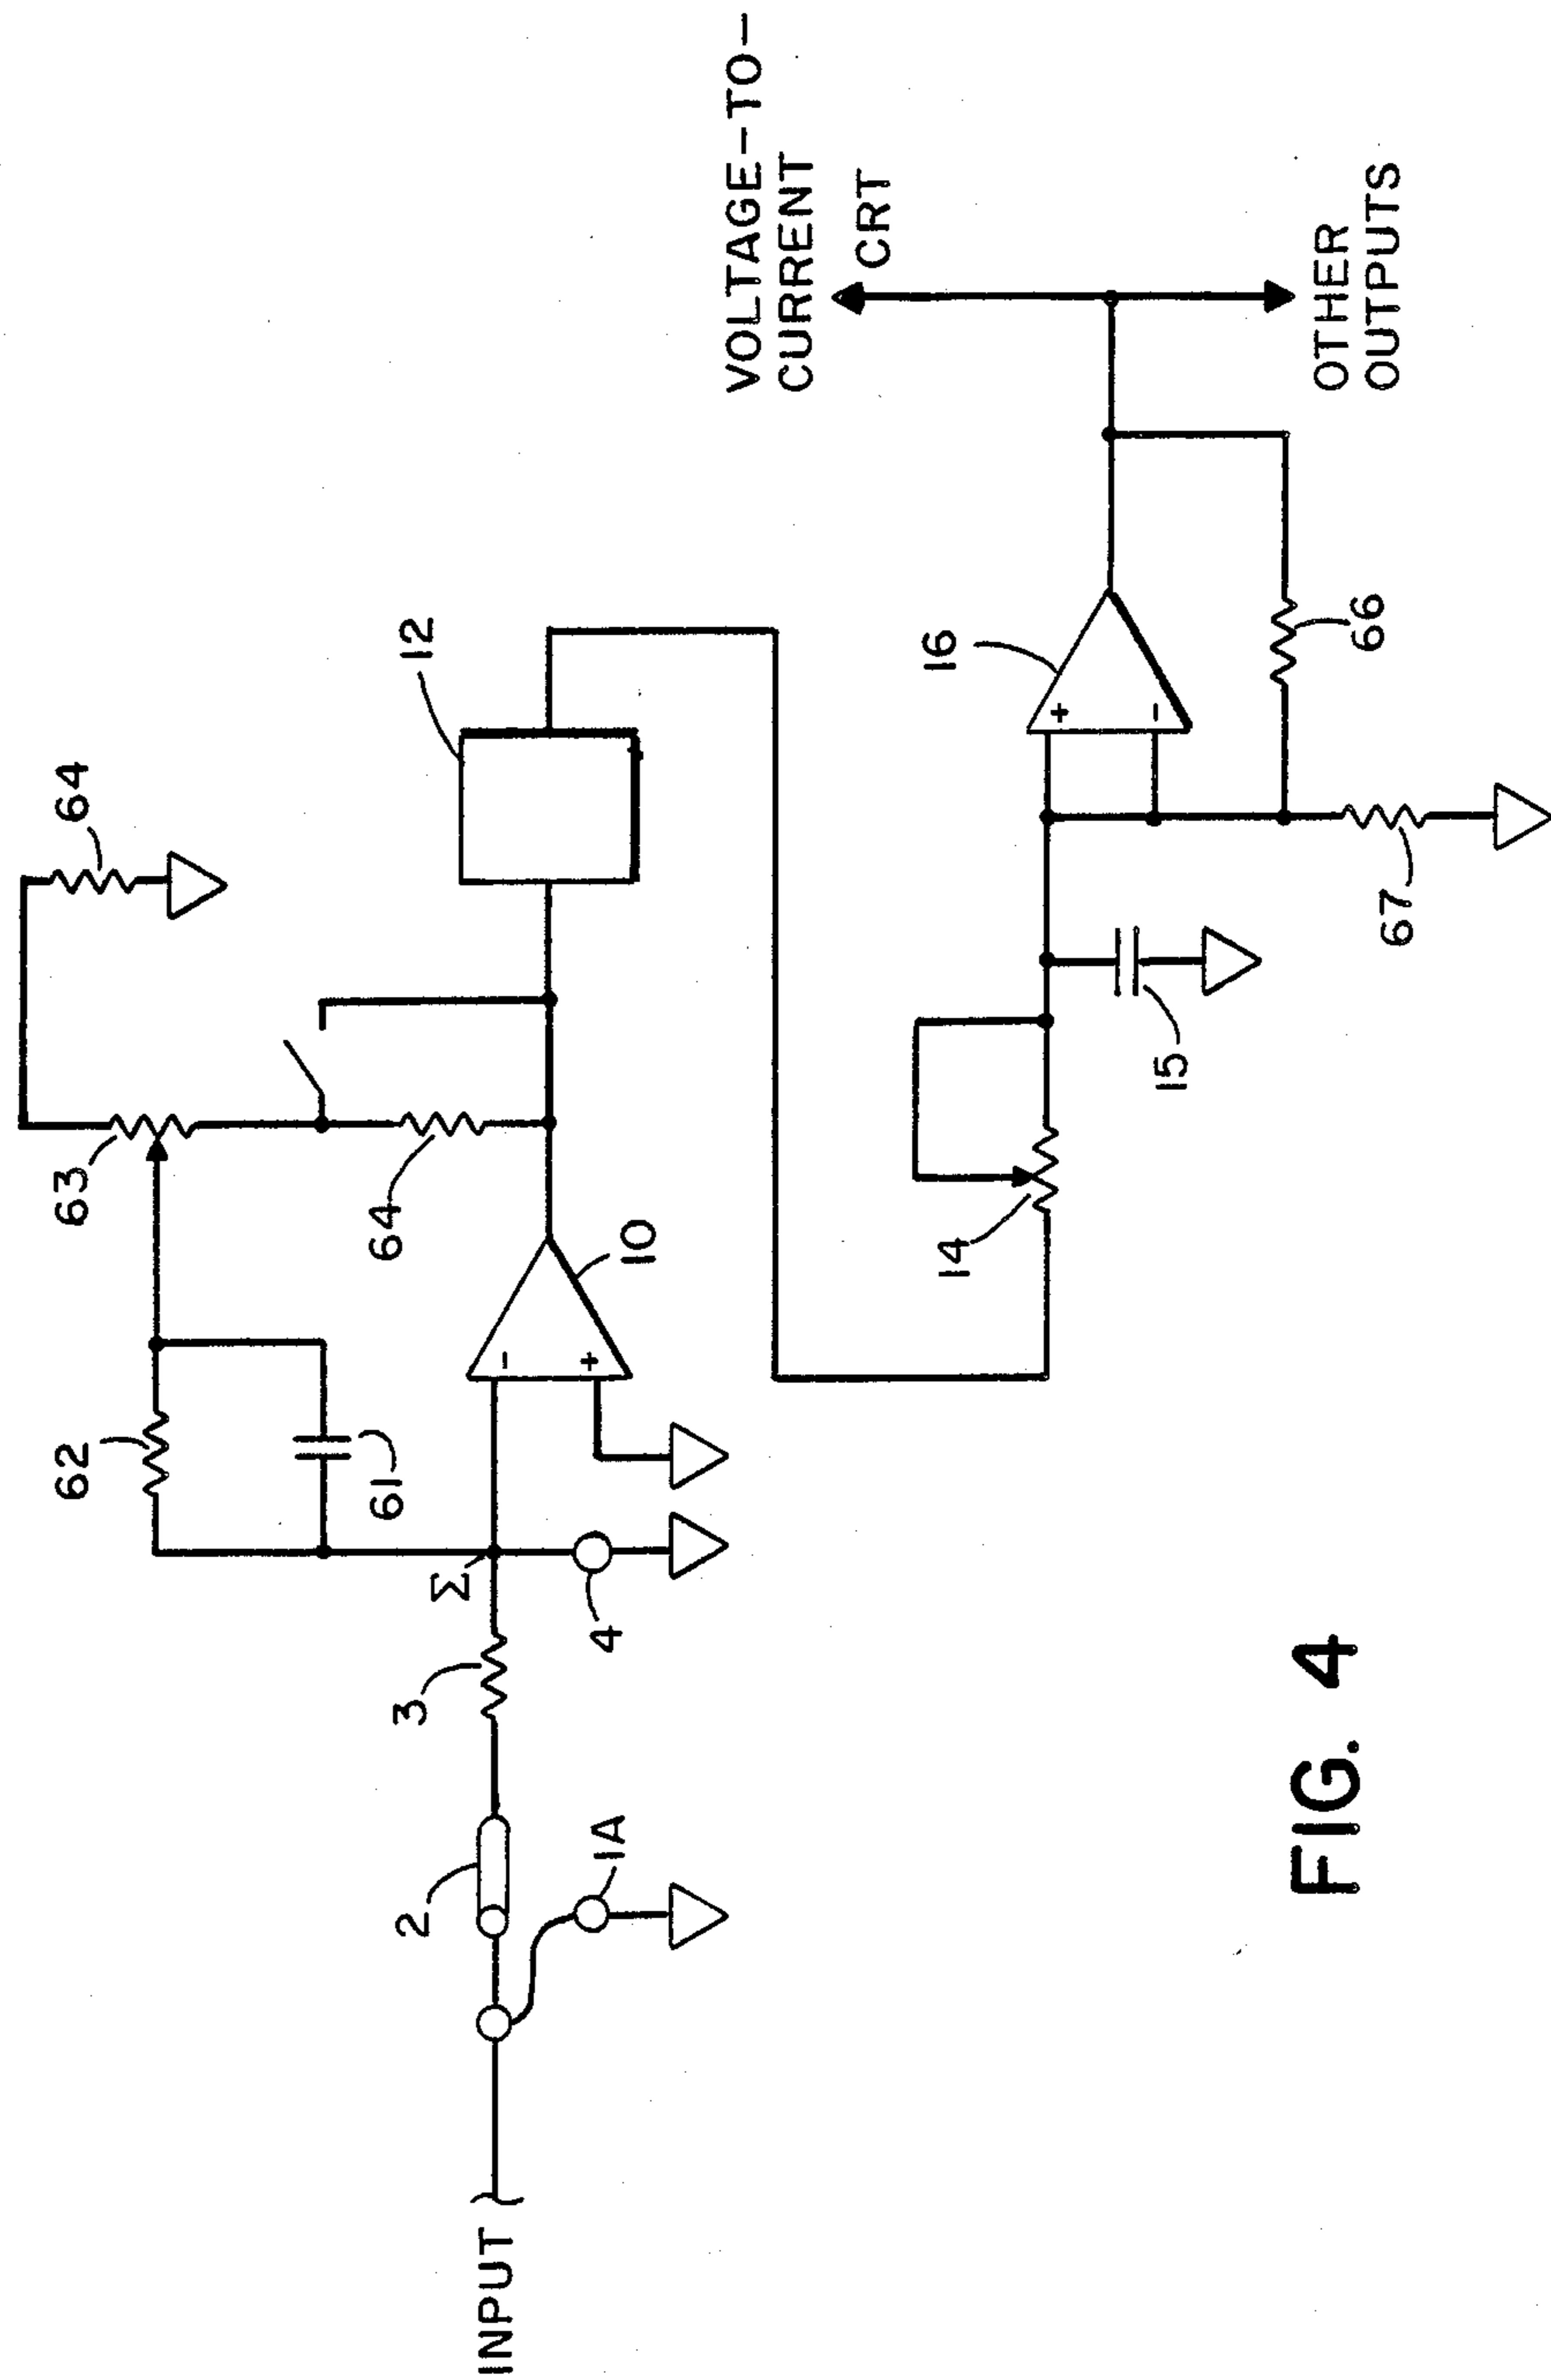 64
63
12
62
64
61
10
Σ
-
+
3
4
2
1A
INPUT
VOLTAGE-TO-
CURRENT
CRT
16
+
-
14
15
66
67
OTHER
OUTPUTS
FIG. 4